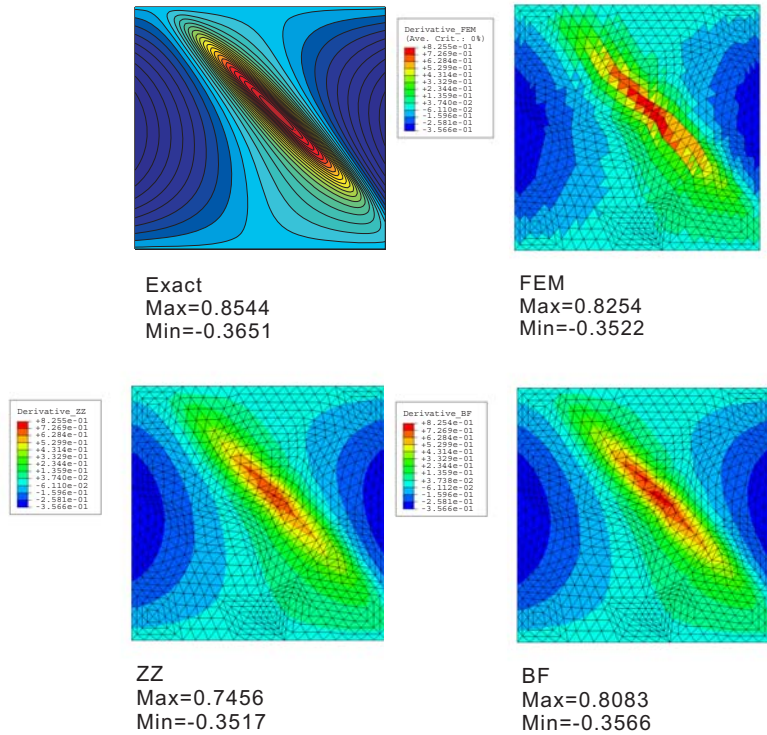 Derivative_FEM
(Ave. Crit.: 0%)
+8.255e-01
+7.269e-01
+6.284e-01
+5.299e-01
+4.314e-01
+3.329e-01
+2.344e-01
+1.359e-01
+3.740e-02
-6.110e-02
-1.596e-01
-2.581e-01
-3.566e-01
Exact
Max=0.8544
Min=-0.3651
FEM
Max=0.8254
Min=-0.3522
Derivative_ZZ
+8.255e-01
+7.269e-01
+6.284e-01
+5.299e-01
+4.314e-01
+3.329e-01
+2.344e-01
+1.359e-01
+3.740e-02
-6.110e-02
-1.596e-01
-2.581e-01
-3.566e-01
Derivative_BF
+8.254e-01
+7.269e-01
+6.284e-01
+5.299e-01
+4.314e-01
+3.329e-01
+2.344e-01
+1.359e-01
+3.738e-02
-6.112e-02
-1.596e-01
-2.581e-01
-3.566e-01
ZZ
Max=0.7456
Min=-0.3517
BF
Max=0.8083
Min=-0.3566